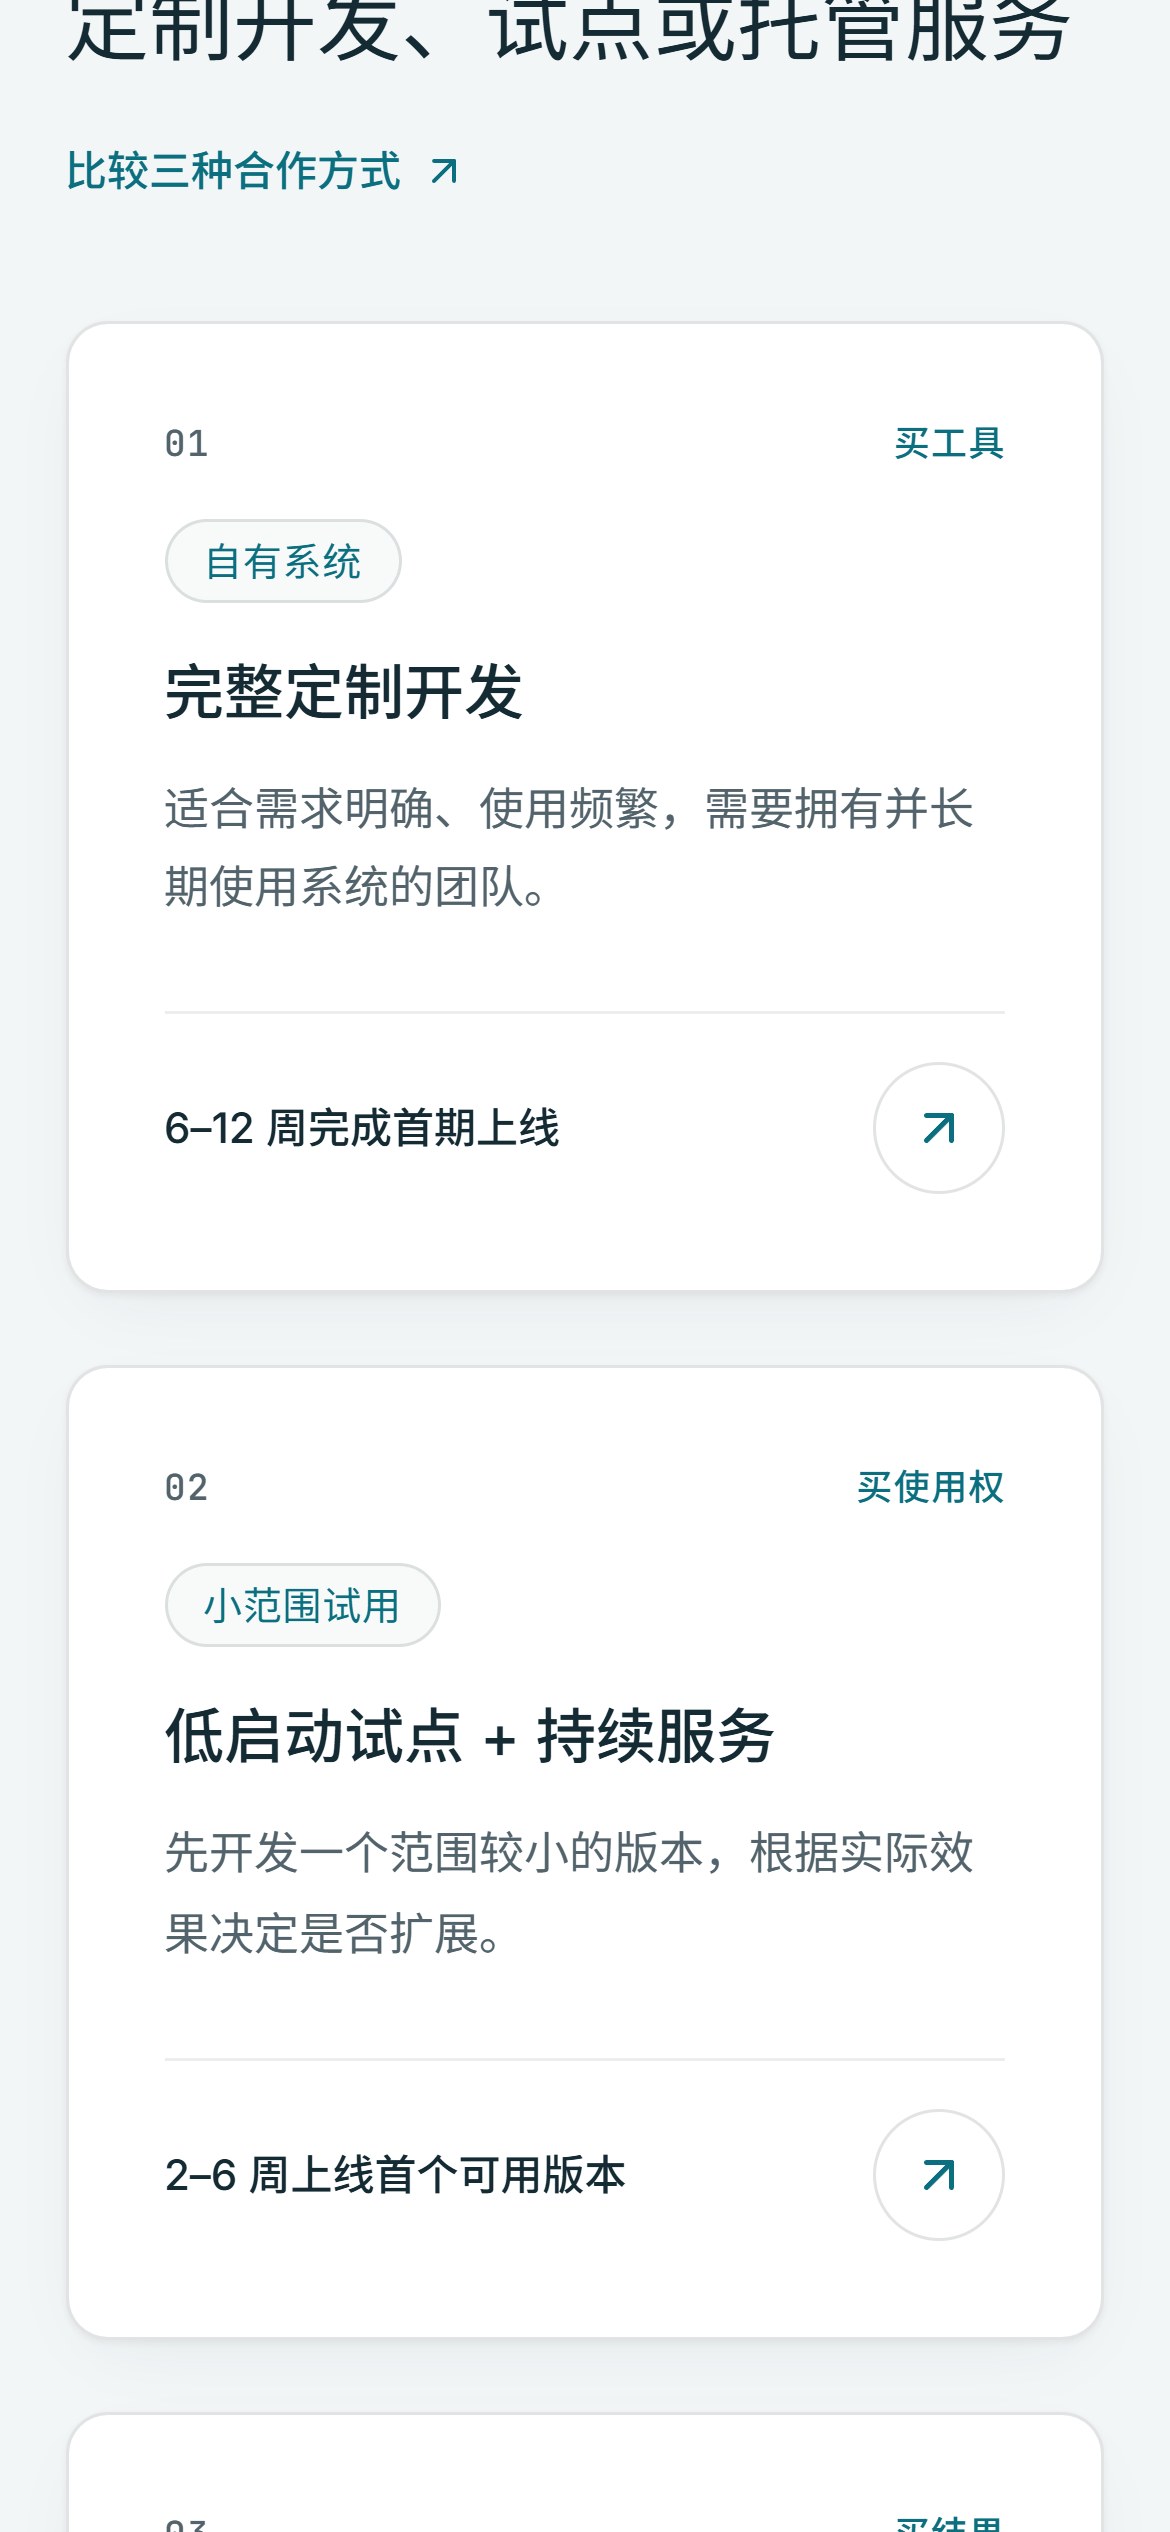 定制开发、试点或托管服务
比较三种合作方式
01
买工具
自有系统
完整定制开发
适合需求明确、使用频繁，需要拥有并长
期使用系统的团队。
6–12 周完成首期上线
02
买使用权
小范围试用
低启动试点 + 持续服务
先开发一个范围较小的版本，根据实际效
果决定是否扩展。
2–6 周上线首个可用版本
03
买结果